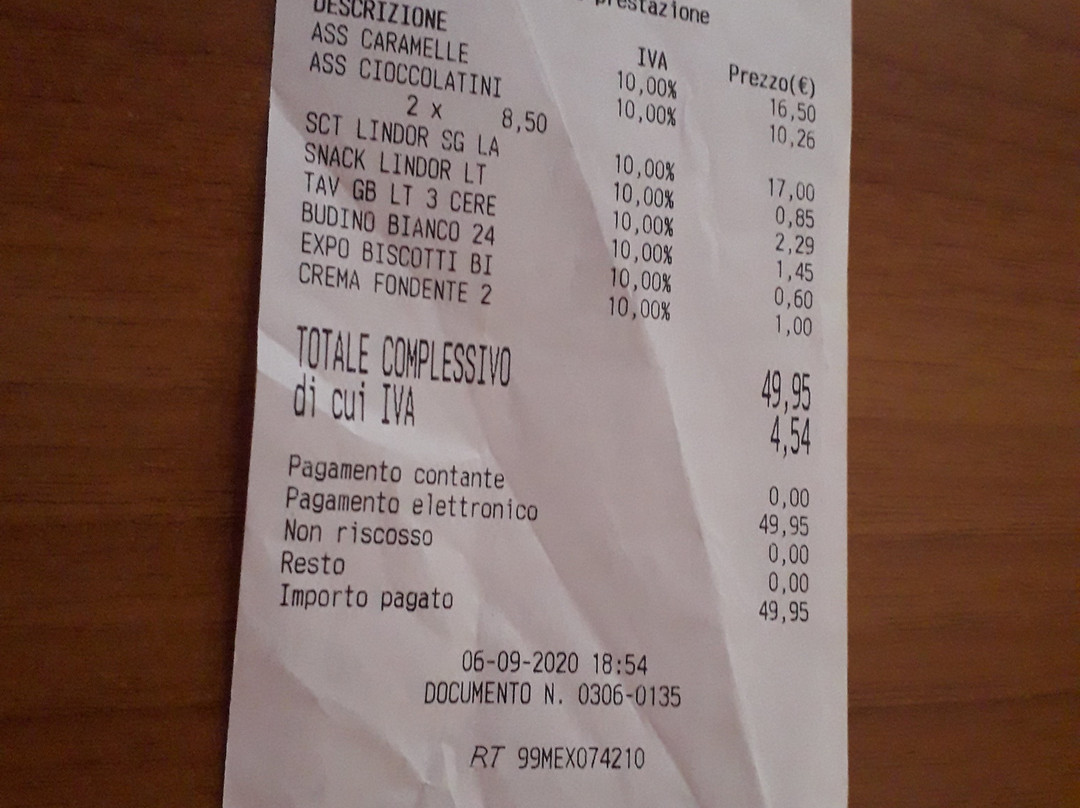 prestazione
DESCRIZIONE IVA Prezzo(€)
ASS CARAMELLE 10,00% 16,50
ASS CIOCCOLATINI 10,00% 10,26
2 x 8,50
SCT LINDOR SG LA 10,00% 17,00
SNACK LINDOR LT 10,00% 0,85
TAV GB LT 3 CERE 10,00% 2,29
BUDINO BIANCO 24 10,00% 1,45
EXPO BISCOTTI BI 10,00% 0,60
CREMA FONDENTE 2 10,00% 1,00
TOTALE COMPLESSIVO 49,95
di cui IVA 4,54
Pagamento contante 0,00
Pagamento elettronico 49,95
Non riscosso 0,00
Resto 0,00
Importo pagato 49,95
06-09-2020 18:54
DOCUMENTO N. 0306-0135
RT 99MEX074210